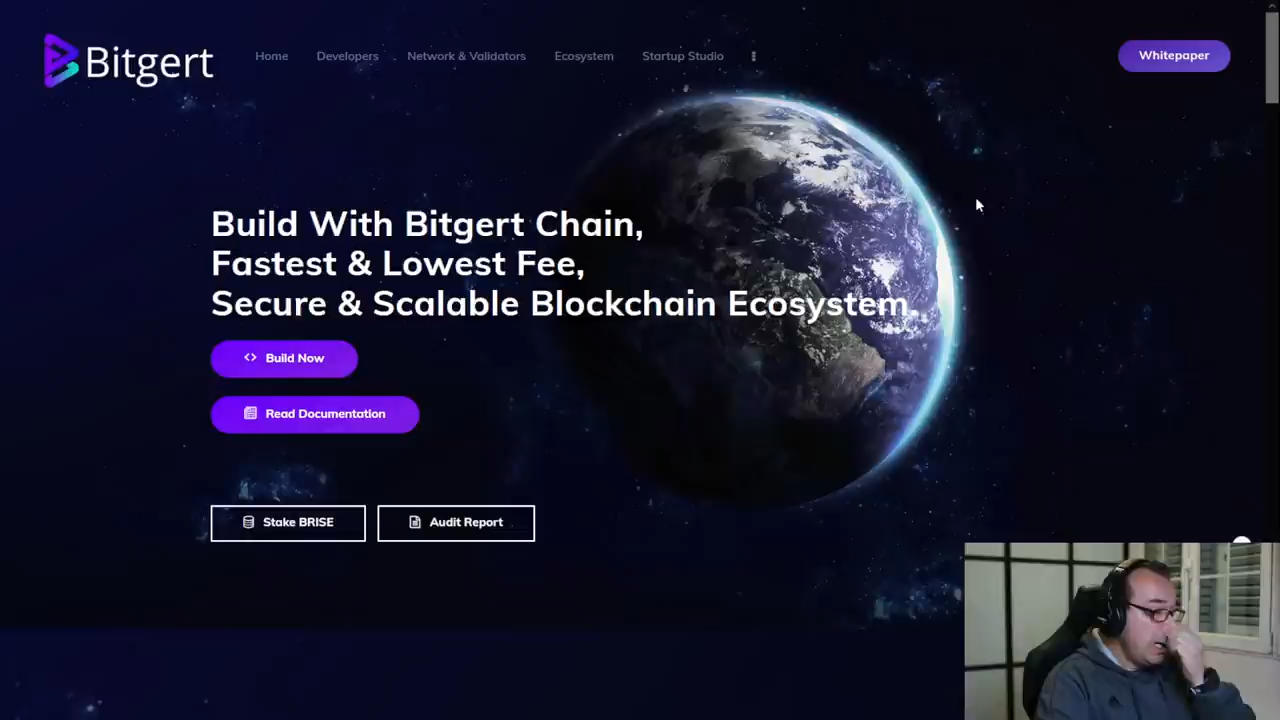 Bitgert
Home
Developers
Network & Validators
Ecosystem
Startup Studio
Whitepaper
Build With Bitgert Chain,
Fastest & Lowest Fee,
Secure & Scalable Blockchain Ecosystem.
<> Build Now
Read Documentation
Stake BRISE
Audit Report